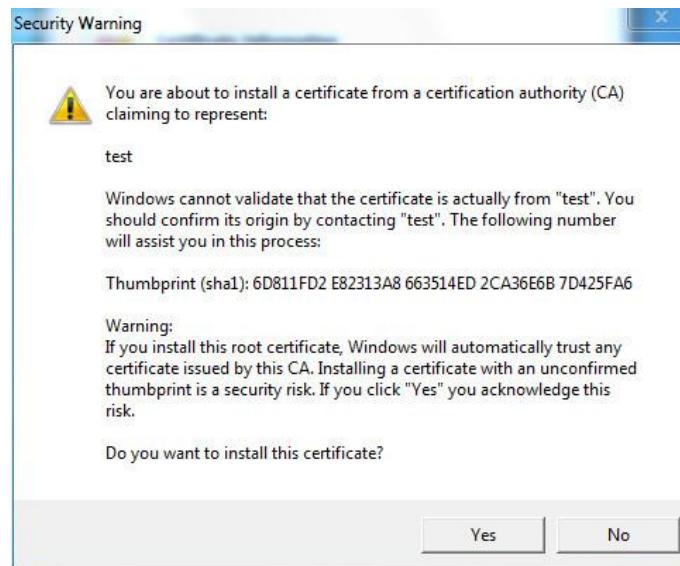 Security Warning
You are about to install a certificate from a certification authority (CA)
claiming to represent:
test
Windows cannot validate that the certificate is actually from "test". You
should confirm its origin by contacting "test". The following number
will assist you in this process:
Thumbprint (sha1): 6D811FD2 E82313A8 663514ED 2CA36E6B 7D425FA6
Warning:
If you install this root certificate, Windows will automatically trust any
certificate issued by this CA. Installing a certificate with an unconfirmed
thumbprint is a security risk. If you click "Yes" you acknowledge this
risk.
Do you want to install this certificate?
Yes No